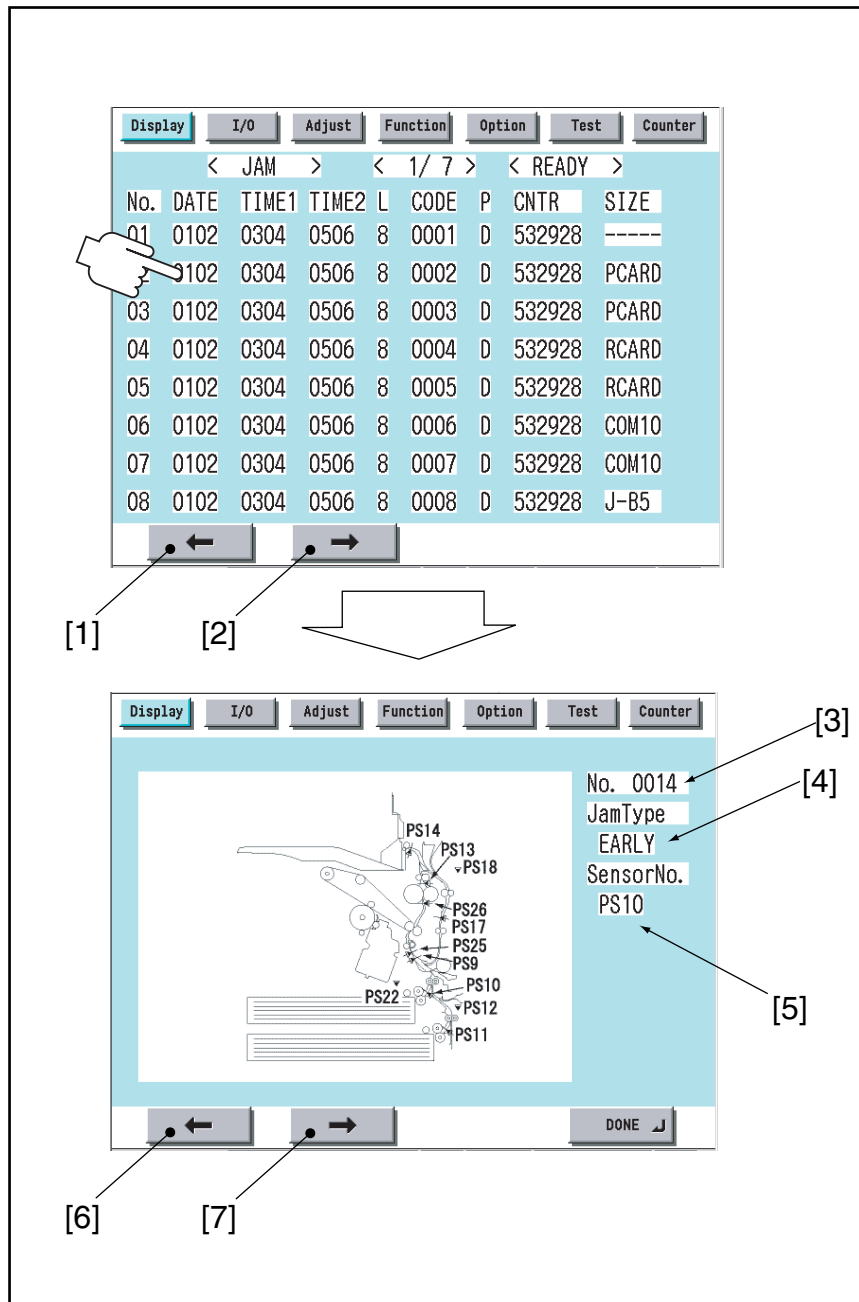 Display I/O Adjust Function Option Test Counter
< JAM > < 1/ 7 > < READY >
No. DATE TIME1 TIME2 L CODE P CNTR SIZE
01 0102 0304 0506 8 0001 D 532928 -----
0102 0304 0506 8 0002 D 532928 PCARD
03 0102 0304 0506 8 0003 D 532928 PCARD
04 0102 0304 0506 8 0004 D 532928 RCARD
05 0102 0304 0506 8 0005 D 532928 RCARD
06 0102 0304 0506 8 0006 D 532928 COM10
07 0102 0304 0506 8 0007 D 532928 COM10
08 0102 0304 0506 8 0008 D 532928 J-B5
[1] [2]
Display I/O Adjust Function Option Test Counter
[3]
No. 0014
[4]
JamType
EARLY
SensorNo.
PS10
[5]
PS14
PS13
PS18
PS26
PS17
PS25
PS9
PS10
PS22
PS12
PS11
DONE
[6] [7]